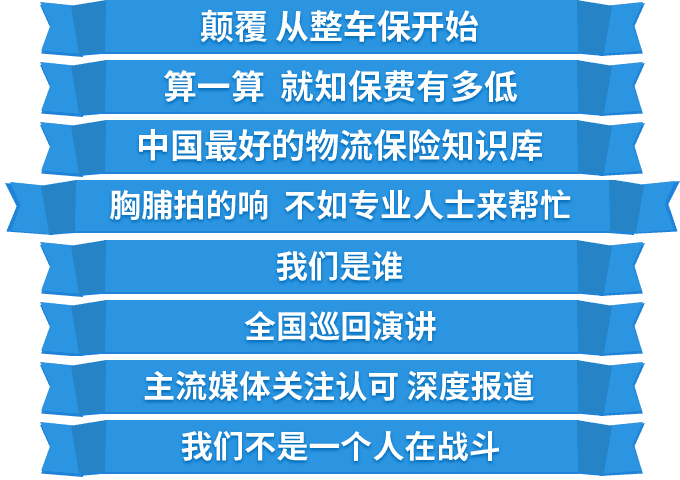 颠覆 从整车保开始
算一算 就知保费有多低
中国最好的物流保险知识库
胸脯拍的响 不如专业人士来帮忙
我们是谁
全国巡回演讲
主流媒体关注认可 深度报道
我们不是一个人在战斗